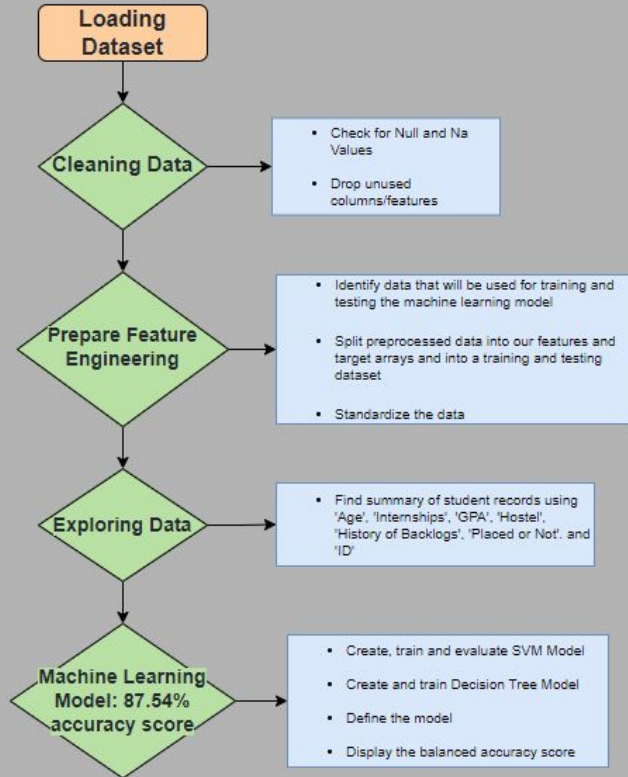 Loading
Dataset
Cleaning Data
• Check for Null and Na
Values
• Drop unused
columns/features
Prepare Feature
Engineering
• Identify data that will be used for training and
testing the machine learning model
• Split preprocessed data into our features and
target arrays and into a training and testing
dataset
• Standardize the data
Exploring Data
• Find summary of student records using
'Age', 'Internships', 'GPA', 'Hostel',
'History of Backlogs', 'Placed or Not'. and
'ID'
Machine Learning
Model: 87.54%
accuracy score
• Create, train and evaluate SVM Model
• Create and train Decision Tree Model
• Define the model
• Display the balanced accuracy score